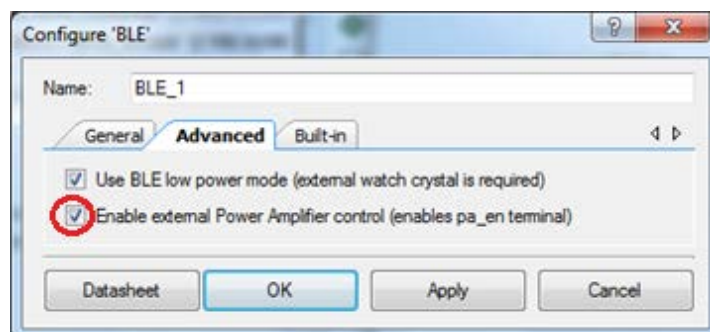 Configure 'BLE'
Name: BLE_1
General Advanced Built-in
Use BLE low power mode (external watch crystal is required)
Enable external Power Amplifier control (enables pa_en terminal)
Datasheet OK Apply Cancel